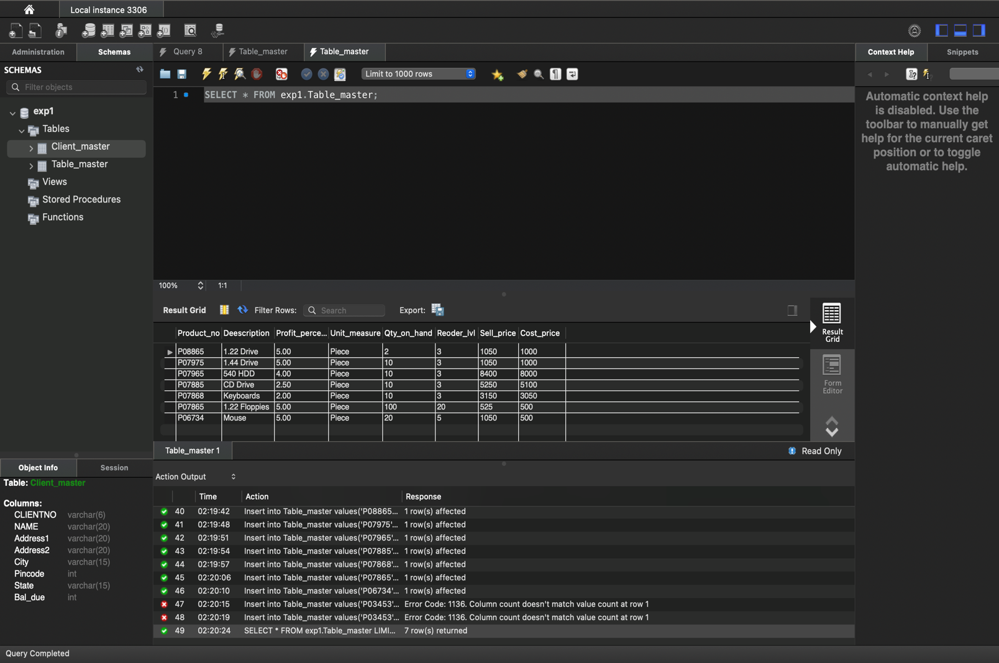 Local instance 3306
Administration
Schemas
Query 8
Table_master
Table_master
Context Help
Snippets
SCHEMAS
Filter objects
Limit to 1000 rows
1
SELECT * FROM exp1.Table_master;
exp1
Tables
Client_master
Table_master
Views
Stored Procedures
Functions
Automatic context help
is disabled. Use the
toolbar to manually get
help for the current caret
position or to toggle
automatic help.
100%
1:1
Result Grid
Filter Rows:
Search
Export:
Product_no Deescription Profit_perce... Unit_measure Qty_on_hand Reoder_lvl Sell_price Cost_price
P08865 1.22 Drive 5.00 Piece 2 3 1050 1000
P07975 1.44 Drive 5.00 Piece 10 3 1050 1000
P07965 540 HDD 4.00 Piece 10 3 8400 8000
P07885 CD Drive 2.50 Piece 10 3 5250 5100
P07868 Keyboards 2.00 Piece 10 3 3150 3050
P07865 1.22 Floppies 5.00 Piece 100 20 525 500
P06734 Mouse 5.00 Piece 20 5 1050 500
Result
Grid
Form
Editor
Table_master 1
Read Only
Object Info
Session
Table: Client_master
Columns:
CLIENTNO varchar(6)
NAME varchar(20)
Address1 varchar(20)
Address2 varchar(20)
City varchar(15)
Pincode int
State varchar(15)
Bal_due int
Action Output
Time Action Response
40 02:19:42 Insert into Table_master values('P08865... 1 row(s) affected
41 02:19:48 Insert into Table_master values('P07975'... 1 row(s) affected
42 02:19:51 Insert into Table_master values('P07965'... 1 row(s) affected
43 02:19:54 Insert into Table_master values('P07885'... 1 row(s) affected
44 02:19:57 Insert into Table_master values('P07868'... 1 row(s) affected
45 02:20:06 Insert into Table_master values('P07865'... 1 row(s) affected
46 02:20:10 Insert into Table_master values('P06734'... 1 row(s) affected
47 02:20:15 Insert into Table_master values('P03453'... Error Code: 1136. Column count doesn't match value count at row 1
48 02:20:19 Insert into Table_master values('P03453'... Error Code: 1136. Column count doesn't match value count at row 1
49 02:20:24 SELECT * FROM exp1.Table_master LIMI... 7 row(s) returned
Query Completed